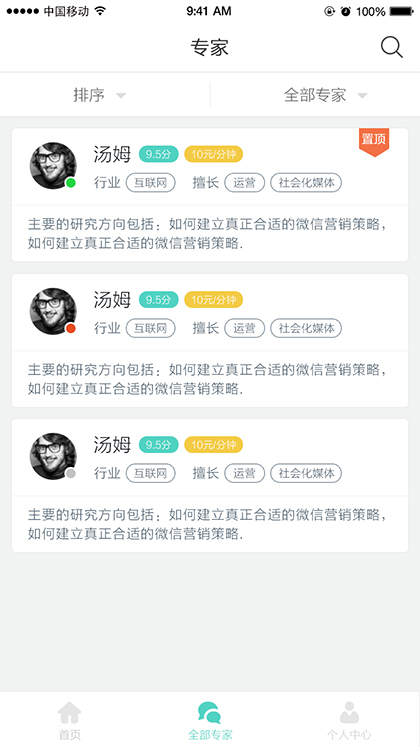 中国移动 9:41 AM 100%
专家
排序 全部专家
置顶
汤姆 9.5分 10元/分钟
行业 互联网 擅长 运营 社会化媒体
主要的研究方向包括：如何建立真正合适的微信营销策略，
如何建立真正合适的微信营销策略.
汤姆 9.5分 10元/分钟
行业 互联网 擅长 运营 社会化媒体
主要的研究方向包括：如何建立真正合适的微信营销策略，
如何建立真正合适的微信营销策略.
汤姆 9.5分 10元/分钟
行业 互联网 擅长 运营 社会化媒体
主要的研究方向包括：如何建立真正合适的微信营销策略，
如何建立真正合适的微信营销策略.
首页 全部专家 个人中心